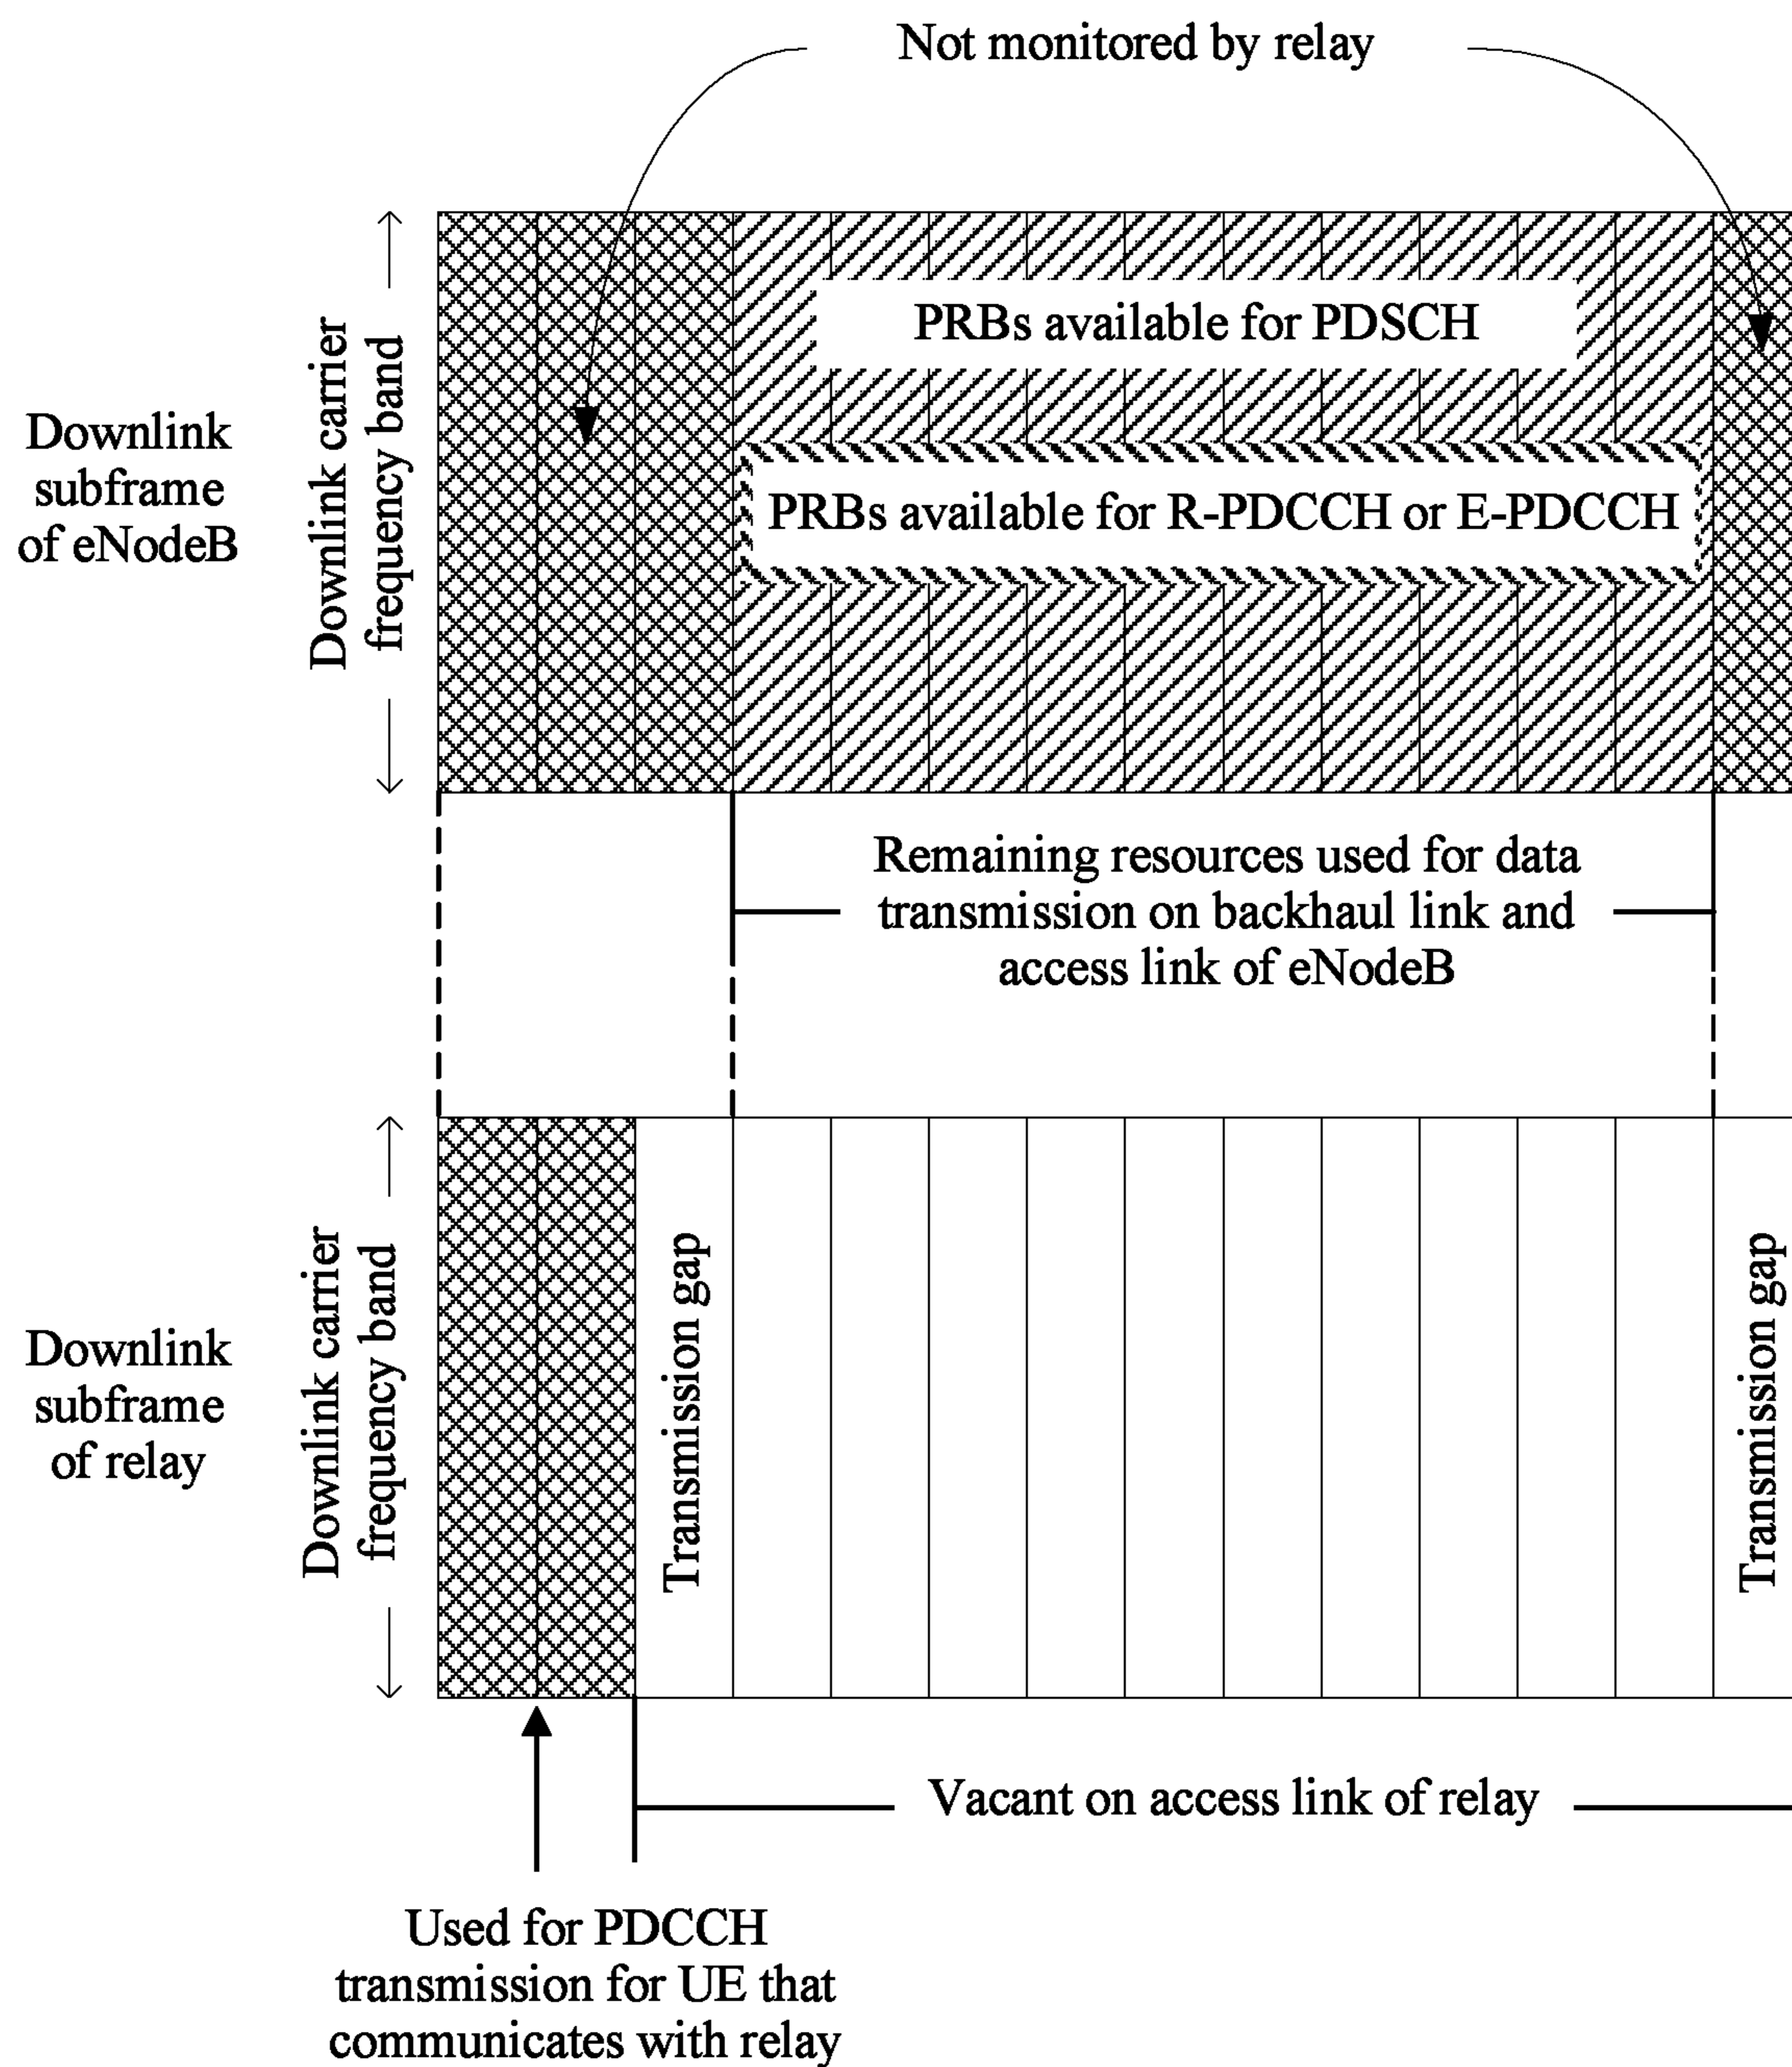 Not monitored by relay
Downlink
subframe
of eNodeB
Downlink carrier
frequency band
PRBs available for PDSCH
PRBs available for R-PDCCH or E-PDCCH
Remaining resources used for data
transmission on backhaul link and
access link of eNodeB
Downlink
subframe
of relay
Downlink carrier
frequency band
Transmission gap
Transmission gap
Vacant on access link of relay
Used for PDCCH
transmission for UE that
communicates with relay